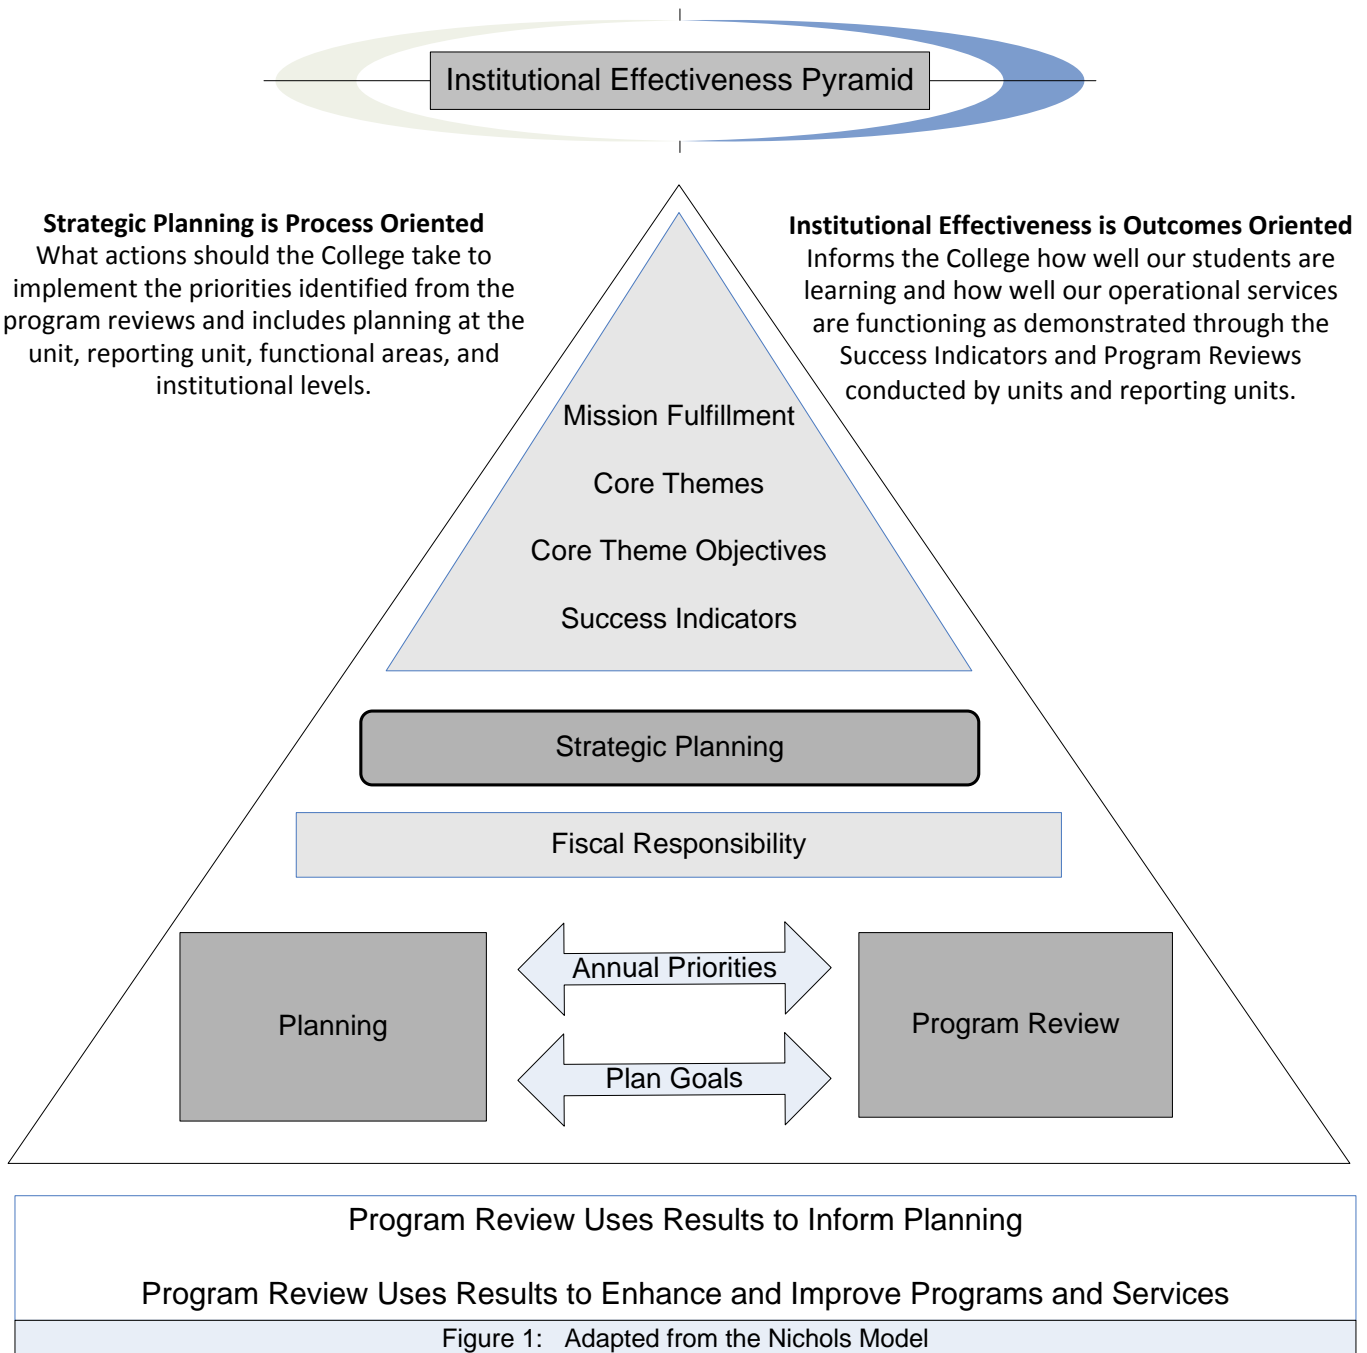 Institutional Effectiveness Pyramid
Strategic Planning is Process Oriented
What actions should the College take to
implement the priorities identified from the
program reviews and includes planning at the
unit, reporting unit, functional areas, and
institutional levels.
Institutional Effectiveness is Outcomes Oriented
Informs the College how well our students are
learning and how well our operational services
are functioning as demonstrated through the
Success Indicators and Program Reviews
conducted by units and reporting units.
Mission Fulfillment
Core Themes
Core Theme Objectives
Success Indicators
Strategic Planning
Fiscal Responsibility
Planning
Annual Priorities
Plan Goals
Program Review
Program Review Uses Results to Inform Planning
Program Review Uses Results to Enhance and Improve Programs and Services
Figure 1: Adapted from the Nichols Model